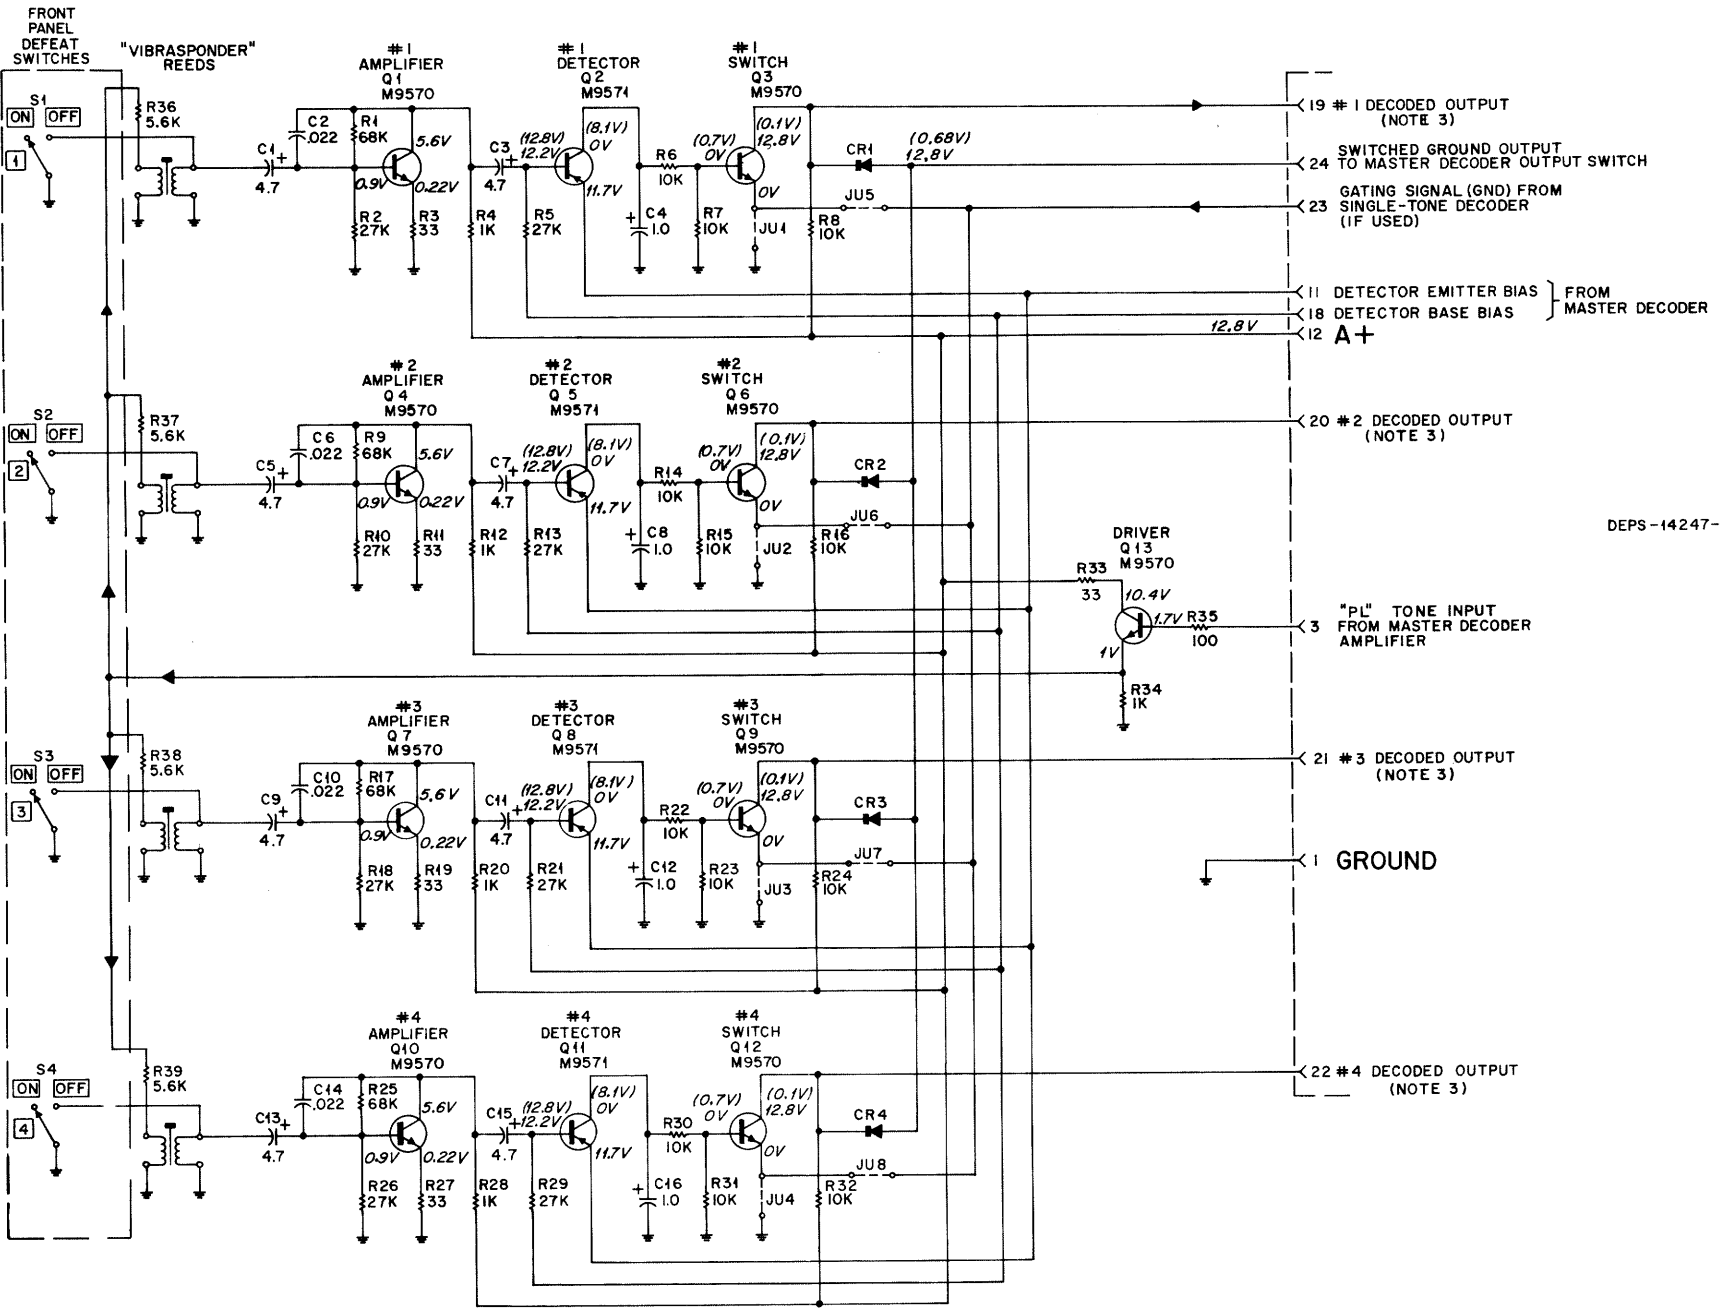 FRONT
PANEL
DEFEAT
SWITCHES
"VIBRASPONDER"
REEDS
#1
AMPLIFIER
Q1
M9570
#1
DETECTOR
Q2
M9571
#1
SWITCH
Q3
M9570
S1
ON OFF
1
R36
5.6K
C1 +
4.7
C2
.022
R1
68K
5.6V
0.9V
0.22V
R2
27K
R3
33
R4
1K
C3 +
4.7
(12.8V)
12.2V
(8.1V)
0V
11.7V
R5
27K
+ C4
1.0
R6
10K
R7
10K
(0.7V)
0V
(0.1V)
12.8V
0V
JU1
JU5
R8
10K
CR1
(0.68V)
12.8V
19 #1 DECODED OUTPUT
(NOTE 3)
24 SWITCHED GROUND OUTPUT
TO MASTER DECODER OUTPUT SWITCH
23 GATING SIGNAL (GND) FROM
SINGLE-TONE DECODER
(IF USED)
11 DETECTOR EMITTER BIAS
18 DETECTOR BASE BIAS
FROM
MASTER DECODER
12.8V
12 A+
#2
AMPLIFIER
Q4
M9570
#2
DETECTOR
Q5
M9571
#2
SWITCH
Q6
M9570
S2
ON OFF
2
R37
5.6K
C5 +
4.7
C6
.022
R9
68K
5.6V
0.9V
0.22V
R10
27K
R11
33
R12
1K
C7 +
4.7
(12.8V)
12.2V
(8.1V)
0V
11.7V
R13
27K
+ C8
1.0
R14
10K
R15
10K
(0.7V)
0V
(0.1V)
12.8V
0V
JU2
JU6
R16
10K
CR2
20 #2 DECODED OUTPUT
(NOTE 3)
DEPS-14247-
DRIVER
Q13
M9570
R33
33
10.4V
1.7V
R35
100
1V
R34
1K
3 "PL" TONE INPUT
FROM MASTER DECODER
AMPLIFIER
#3
AMPLIFIER
Q7
M9570
#3
DETECTOR
Q8
M9571
#3
SWITCH
Q9
M9570
S3
ON OFF
3
R38
5.6K
C9 +
4.7
C10
.022
R17
68K
5.6V
0.9V
0.22V
R18
27K
R19
33
R20
1K
C11 +
4.7
(12.8V)
12.2V
(8.1V)
0V
11.7V
R21
27K
+ C12
1.0
R22
10K
R23
10K
(0.7V)
0V
(0.1V)
12.8V
0V
JU3
JU7
R24
10K
CR3
21 #3 DECODED OUTPUT
(NOTE 3)
1 GROUND
#4
AMPLIFIER
Q10
M9570
#4
DETECTOR
Q11
M9571
#4
SWITCH
Q12
M9570
S4
ON OFF
4
R39
5.6K
C13 +
4.7
C14
.022
R25
68K
5.6V
0.9V
0.22V
R26
27K
R27
33
R28
1K
C15 +
4.7
(12.8V)
12.2V
(8.1V)
0V
11.7V
R29
27K
+ C16
1.0
R30
10K
R31
10K
(0.7V)
0V
(0.1V)
12.8V
0V
JU4
JU8
R32
10K
CR4
22 #4 DECODED OUTPUT
(NOTE 3)